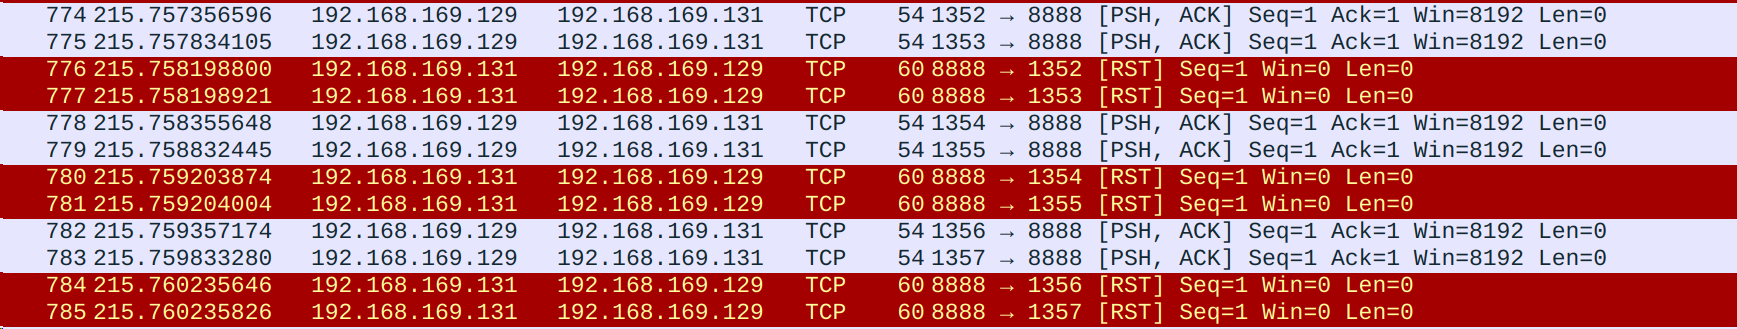 774 215.757356596 192.168.169.129 192.168.169.131 TCP 54 1352 → 8888 [PSH, ACK] Seq=1 Ack=1 Win=8192 Len=0
775 215.757834105 192.168.169.129 192.168.169.131 TCP 54 1353 → 8888 [PSH, ACK] Seq=1 Ack=1 Win=8192 Len=0
776 215.758198800 192.168.169.131 192.168.169.129 TCP 60 8888 → 1352 [RST] Seq=1 Win=0 Len=0
777 215.758198921 192.168.169.131 192.168.169.129 TCP 60 8888 → 1353 [RST] Seq=1 Win=0 Len=0
778 215.758355648 192.168.169.129 192.168.169.131 TCP 54 1354 → 8888 [PSH, ACK] Seq=1 Ack=1 Win=8192 Len=0
779 215.758832445 192.168.169.129 192.168.169.131 TCP 54 1355 → 8888 [PSH, ACK] Seq=1 Ack=1 Win=8192 Len=0
780 215.759203874 192.168.169.131 192.168.169.129 TCP 60 8888 → 1354 [RST] Seq=1 Win=0 Len=0
781 215.759204004 192.168.169.131 192.168.169.129 TCP 60 8888 → 1355 [RST] Seq=1 Win=0 Len=0
782 215.759357174 192.168.169.129 192.168.169.131 TCP 54 1356 → 8888 [PSH, ACK] Seq=1 Ack=1 Win=8192 Len=0
783 215.759833280 192.168.169.129 192.168.169.131 TCP 54 1357 → 8888 [PSH, ACK] Seq=1 Ack=1 Win=8192 Len=0
784 215.760235646 192.168.169.131 192.168.169.129 TCP 60 8888 → 1356 [RST] Seq=1 Win=0 Len=0
785 215.760235826 192.168.169.131 192.168.169.129 TCP 60 8888 → 1357 [RST] Seq=1 Win=0 Len=0